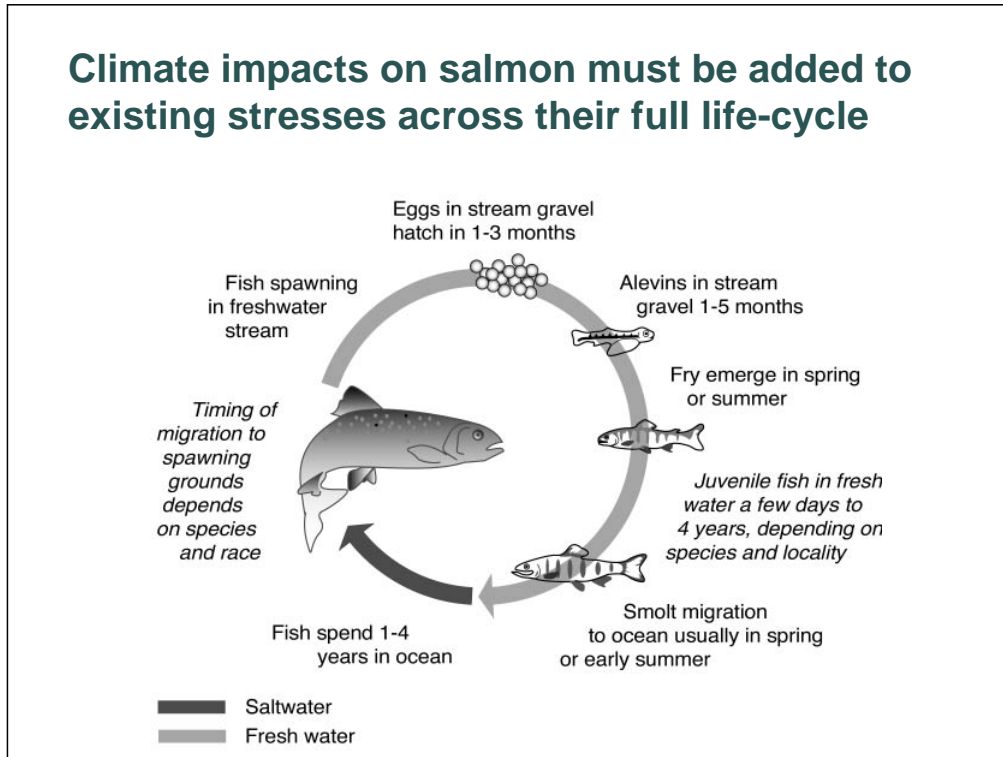 Climate impacts on salmon must be added to
existing stresses across their full life-cycle
Eggs in stream gravel
hatch in 1-3 months
Alevins in stream
gravel 1-5 months
Fry emerge in spring
or summer
Juvenile fish in fresh
water a few days to
4 years, depending on
species and locality
Smolt migration
to ocean usually in spring
or early summer
Fish spend 1-4
years in ocean
Timing of
migration to
spawning
grounds
depends
on species
and race
Fish spawning
in freshwater
stream
Saltwater
Fresh water